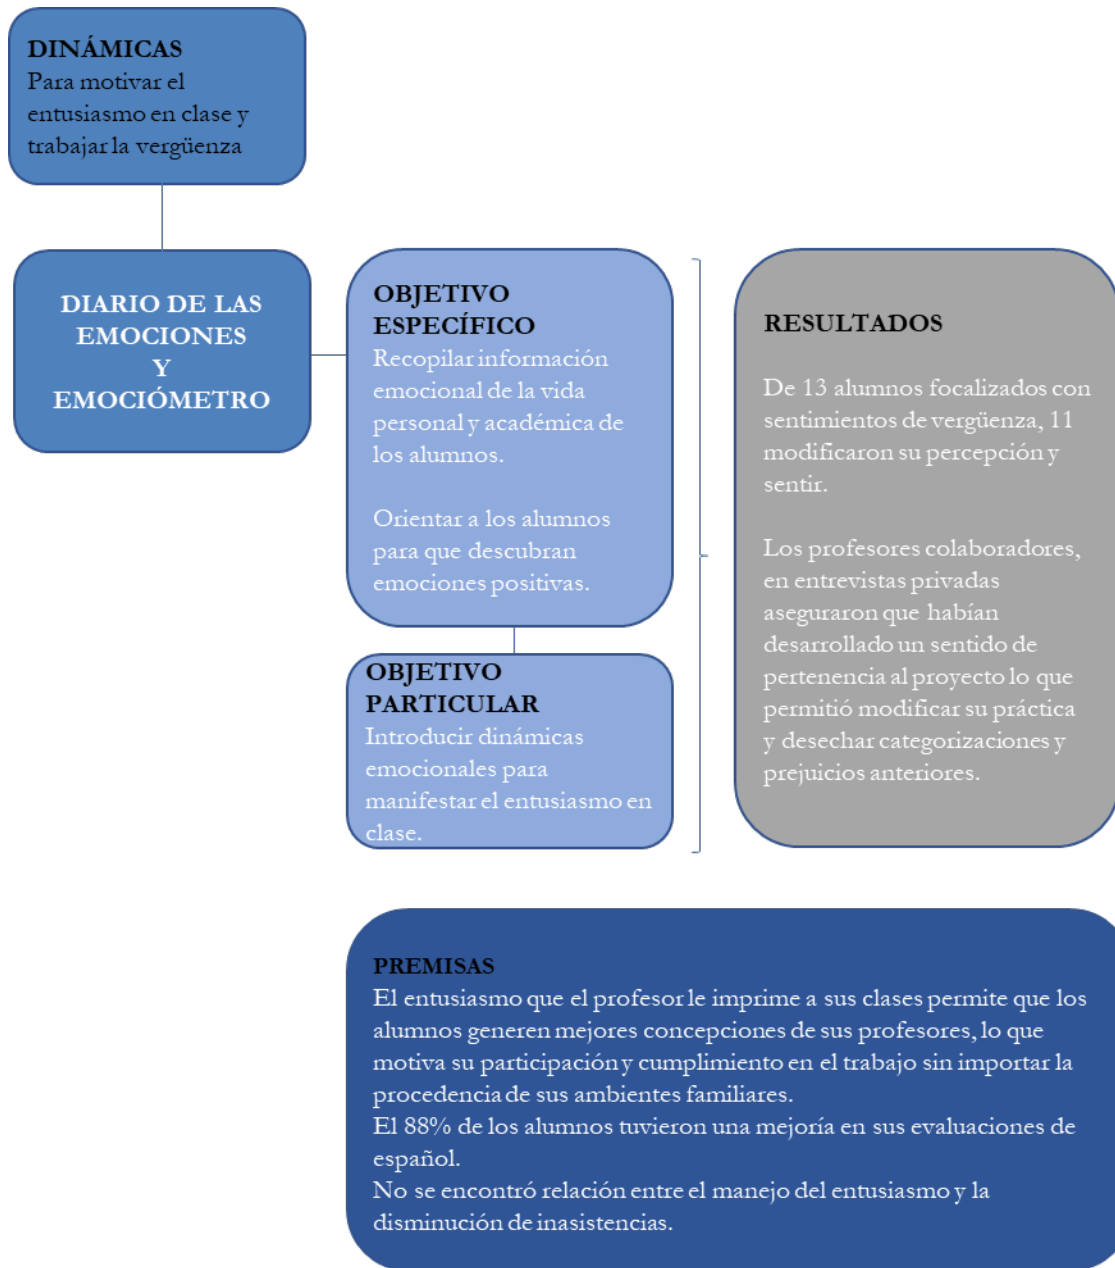 DINÁMICAS
Para motivar el
entusiasmo en clase y
trabajar la vergüenza
DIARIO DE LAS
EMOCIONES
Y
EMOCIÓMETRO
OBJETIVO
ESPECÍFICO
Recopilar información
emocional de la vida
personal y académica de
los alumnos.
Orientar a los alumnos
para que descubran
emociones positivas.
OBJETIVO
PARTICULAR
Introducir dinámicas
emocionales para
manifestar el entusiasmo en
clase.
RESULTADOS
De 13 alumnos focalizados con
sentimientos de vergüenza, 11
modificaron su percepción y
sentir.
Los profesores colaboradores,
en entrevistas privadas
aseguraron que habían
desarrollado un sentido de
pertenencia al proyecto lo que
permitió modificar su práctica
y desechar categorizaciones y
prejuicios anteriores.
PREMISAS
El entusiasmo que el profesor le imprime a sus clases permite que los
alumnos generen mejores concepciones de sus profesores, lo que
motiva su participación y cumplimiento en el trabajo sin importar la
procedencia de sus ambientes familiares.
El 88% de los alumnos tuvieron una mejoría en sus evaluaciones de
español.
No se encontró relación entre el manejo del entusiasmo y la
disminución de inasistencias.